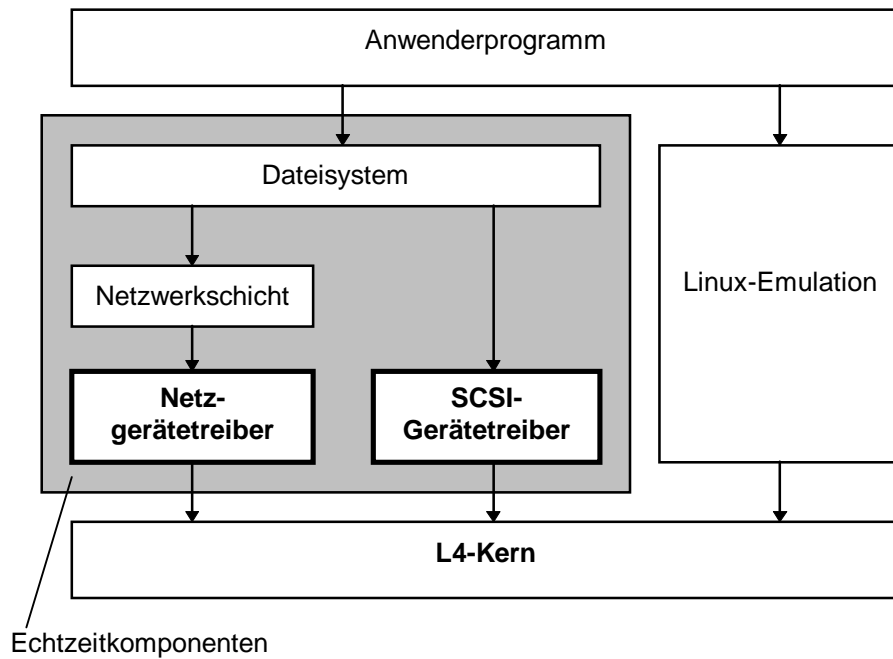 Anwenderprogramm
Dateisystem
Netzwerkschicht
Linux-Emulation
Netz-
gerätetreiber
SCSI-
Gerätetreiber
L4-Kern
Echtzeitkomponenten